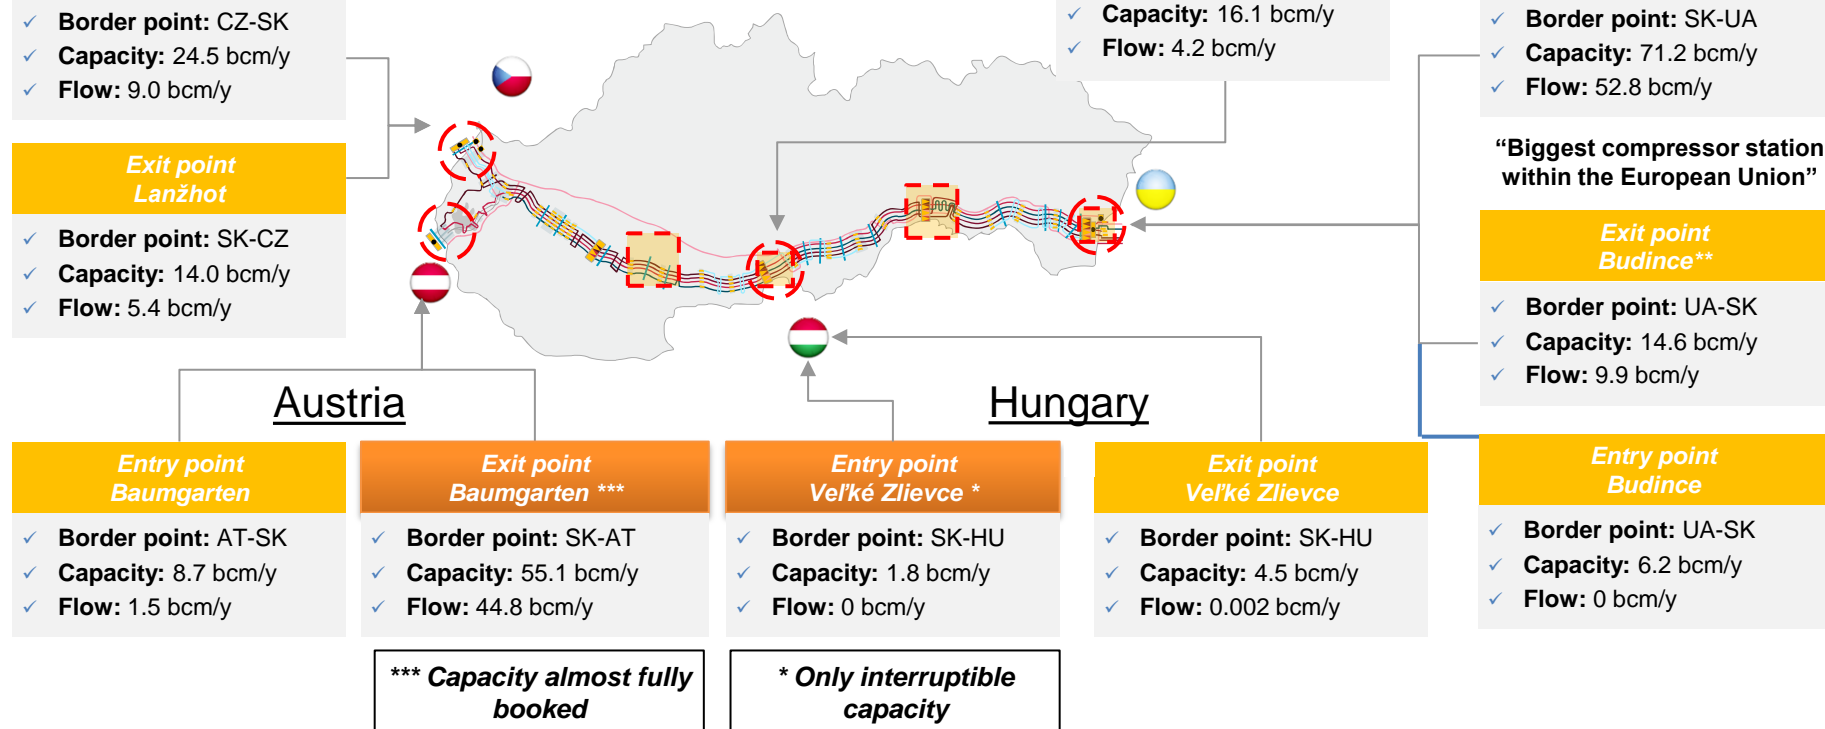 Border point: CZ-SK
Capacity: 24.5 bcm/y
Flow: 9.0 bcm/y
Capacity: 16.1 bcm/y
Flow: 4.2 bcm/y
Border point: SK-UA
Capacity: 71.2 bcm/y
Flow: 52.8 bcm/y
“Biggest compressor station
within the European Union”
Exit point
Lanžhot
Border point: SK-CZ
Capacity: 14.0 bcm/y
Flow: 5.4 bcm/y
Exit point
Budince**
Border point: UA-SK
Capacity: 14.6 bcm/y
Flow: 9.9 bcm/y
Austria
Hungary
Entry point
Baumgarten
Border point: AT-SK
Capacity: 8.7 bcm/y
Flow: 1.5 bcm/y
Exit point
Baumgarten ***
Border point: SK-AT
Capacity: 55.1 bcm/y
Flow: 44.8 bcm/y
Entry point
Veľké Zlievce *
Border point: SK-HU
Capacity: 1.8 bcm/y
Flow: 0 bcm/y
Exit point
Veľké Zlievce
Border point: SK-HU
Capacity: 4.5 bcm/y
Flow: 0.002 bcm/y
Entry point
Budince
Border point: UA-SK
Capacity: 6.2 bcm/y
Flow: 0 bcm/y
*** Capacity almost fully
booked
* Only interruptible
capacity